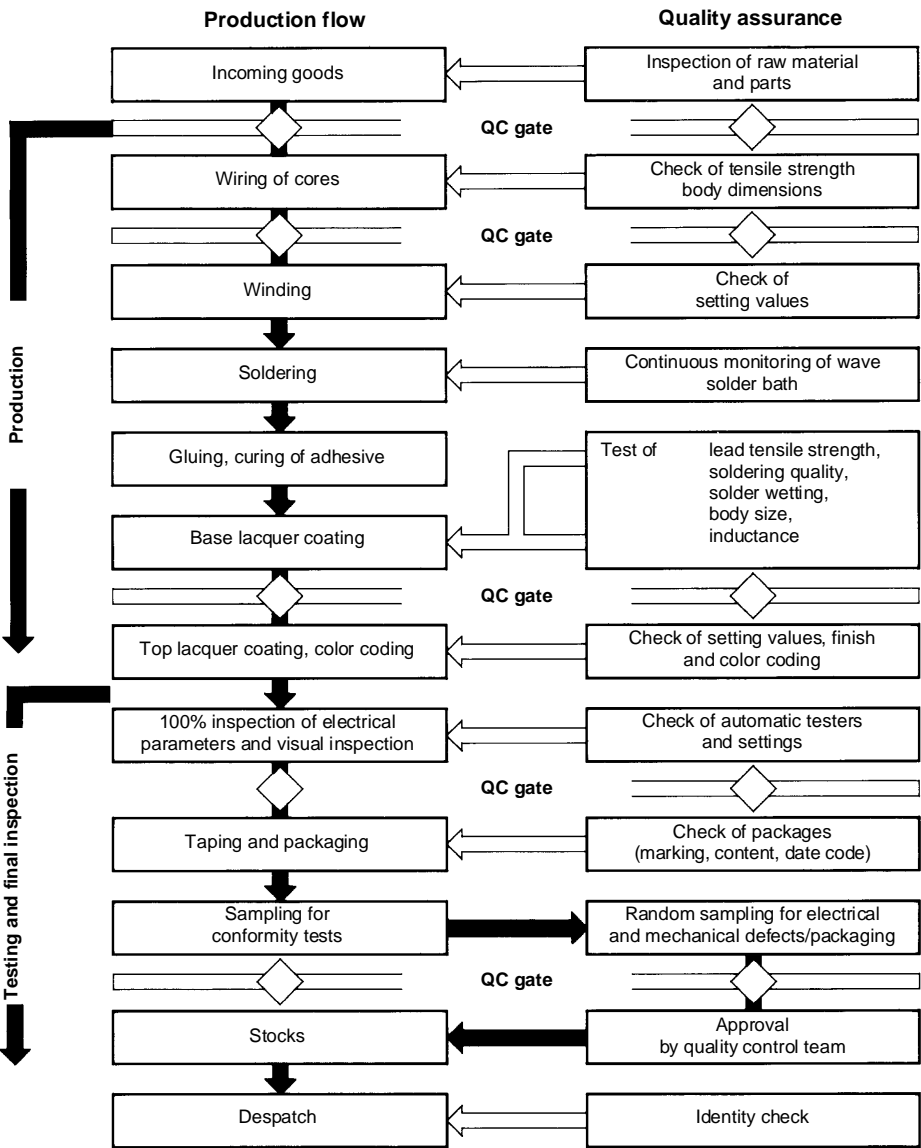 Production flow
Quality assurance
Incoming goods
Inspection of raw material
and parts
QC gate
Wiring of cores
Check of tensile strength
body dimensions
QC gate
Winding
Check of
setting values
Soldering
Continuous monitoring of wave
solder bath
Production
Gluing, curing of adhesive
Test of lead tensile strength,
soldering quality,
solder wetting,
body size,
inductance
Base lacquer coating
QC gate
Top lacquer coating, color coding
Check of setting values, finish
and color coding
100% inspection of electrical
parameters and visual inspection
Check of automatic testers
and settings
QC gate
Testing and final inspection
Taping and packaging
Check of packages
(marking, content, date code)
Sampling for
conformity tests
Random sampling for electrical
and mechanical defects/packaging
QC gate
Stocks
Approval
by quality control team
Despatch
Identity check